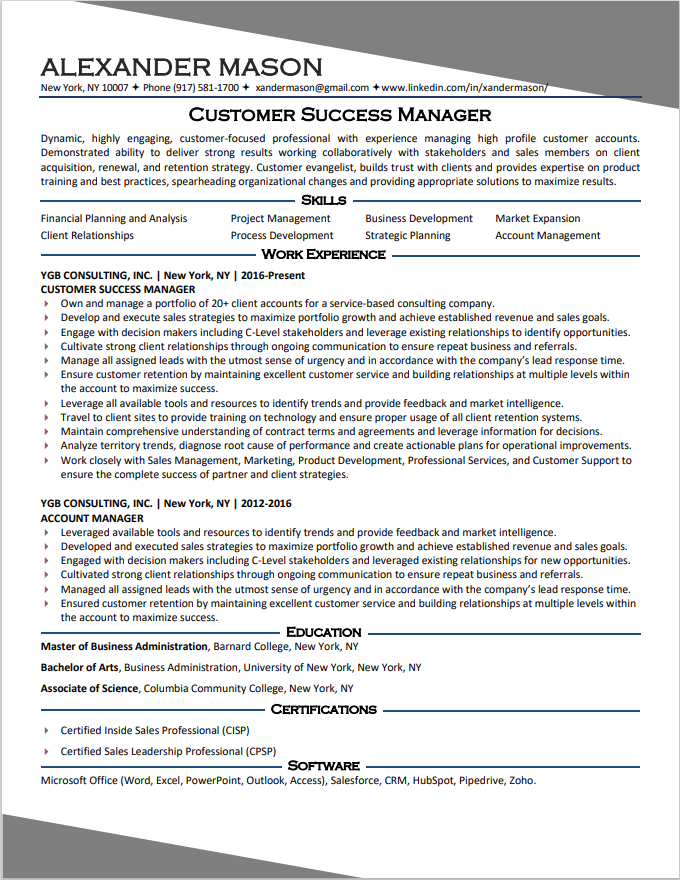 ALEXANDER MASON
New York, NY 10007 ✦ Phone (917) 581-1700 ✦ xandermason@gmail.com ✦www.linkedin.com/in/xandermason/
CUSTOMER SUCCESS MANAGER
Dynamic, highly engaging, customer-focused professional with experience managing high profile customer accounts.
Demonstrated ability to deliver strong results working collaboratively with stakeholders and sales members on client
acquisition, renewal, and retention strategy. Customer evangelist, builds trust with clients and provides expertise on product
training and best practices, spearheading organizational changes and providing appropriate solutions to maximize results.
SKILLS
Financial Planning and Analysis Project Management Business Development Market Expansion
Client Relationships Process Development Strategic Planning Account Management
WORK EXPERIENCE
YGB CONSULTING, INC. | New York, NY | 2016-Present
CUSTOMER SUCCESS MANAGER
Own and manage a portfolio of 20+ client accounts for a service-based consulting company.
Develop and execute sales strategies to maximize portfolio growth and achieve established revenue and sales goals.
Engage with decision makers including C-Level stakeholders and leverage existing relationships to identify opportunities.
Cultivate strong client relationships through ongoing communication to ensure repeat business and referrals.
Manage all assigned leads with the utmost sense of urgency and in accordance with the company's lead response time.
Ensure customer retention by maintaining excellent customer service and building relationships at multiple levels within
the account to maximize success.
Leverage all available tools and resources to identify trends and provide feedback and market intelligence.
Travel to client sites to provide training on technology and ensure proper usage of all client retention systems.
Maintain comprehensive understanding of contract terms and agreements and leverage information for decisions.
Analyze territory trends, diagnose root cause of performance and create actionable plans for operational improvements.
Work closely with Sales Management, Marketing, Product Development, Professional Services, and Customer Support to
ensure the complete success of partner and client strategies.
YGB CONSULTING, INC. | New York, NY | 2012-2016
ACCOUNT MANAGER
Leveraged available tools and resources to identify trends and provide feedback and market intelligence.
Developed and executed sales strategies to maximize portfolio growth and achieve established revenue and sales goals.
Engaged with decision makers including C-Level stakeholders and leveraged existing relationships for new opportunities.
Cultivated strong client relationships through ongoing communication to ensure repeat business and referrals.
Managed all assigned leads with the utmost sense of urgency and in accordance with the company's lead response time.
Ensured customer retention by maintaining excellent customer service and building relationships at multiple levels within
the account to maximize success.
EDUCATION
Master of Business Administration, Barnard College, New York, NY
Bachelor of Arts, Business Administration, University of New York, New York, NY
Associate of Science, Columbia Community College, New York, NY
CERTIFICATIONS
Certified Inside Sales Professional (CISP)
Certified Sales Leadership Professional (CPSP)
SOFTWARE
Microsoft Office (Word, Excel, PowerPoint, Outlook, Access), Salesforce, CRM, HubSpot, Pipedrive, Zoho.